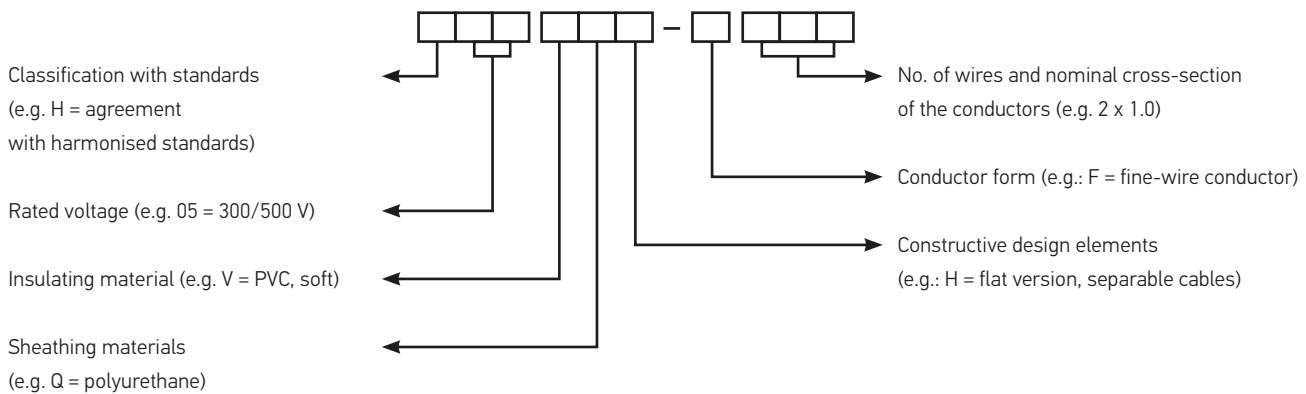 Classification with standards
(e.g. H = agreement
with harmonised standards)
Rated voltage (e.g. 05 = 300/500 V)
Insulating material (e.g. V = PVC, soft)
Sheathing materials
(e.g. Q = polyurethane)
–
No. of wires and nominal cross-section
of the conductors (e.g. 2 x 1.0)
Conductor form (e.g.: F = fine-wire conductor)
Constructive design elements
(e.g.: H = flat version, separable cables)